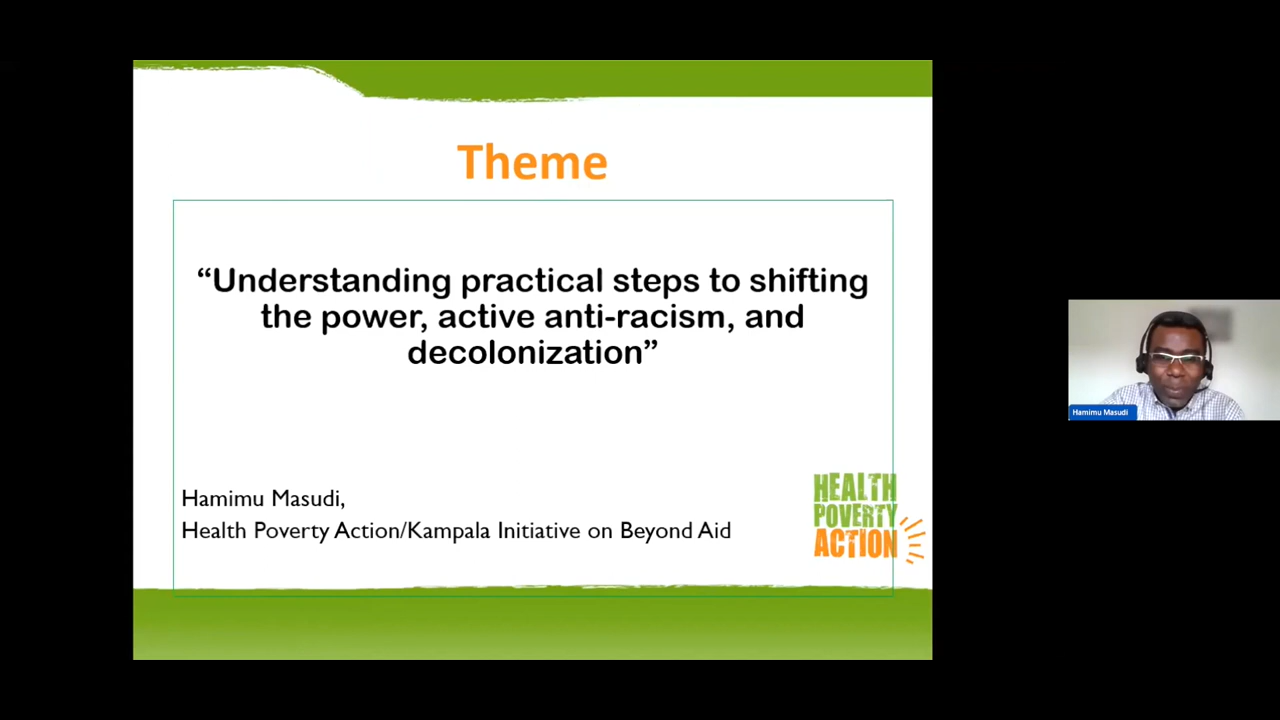 Theme
“Understanding practical steps to shifting
the power, active anti-racism, and
decolonization”
Hamimu Masudi,
Health Poverty Action/Kampala Initiative on Beyond Aid
HEALTH
POVERTY
ACTION
Hamimu Masudi